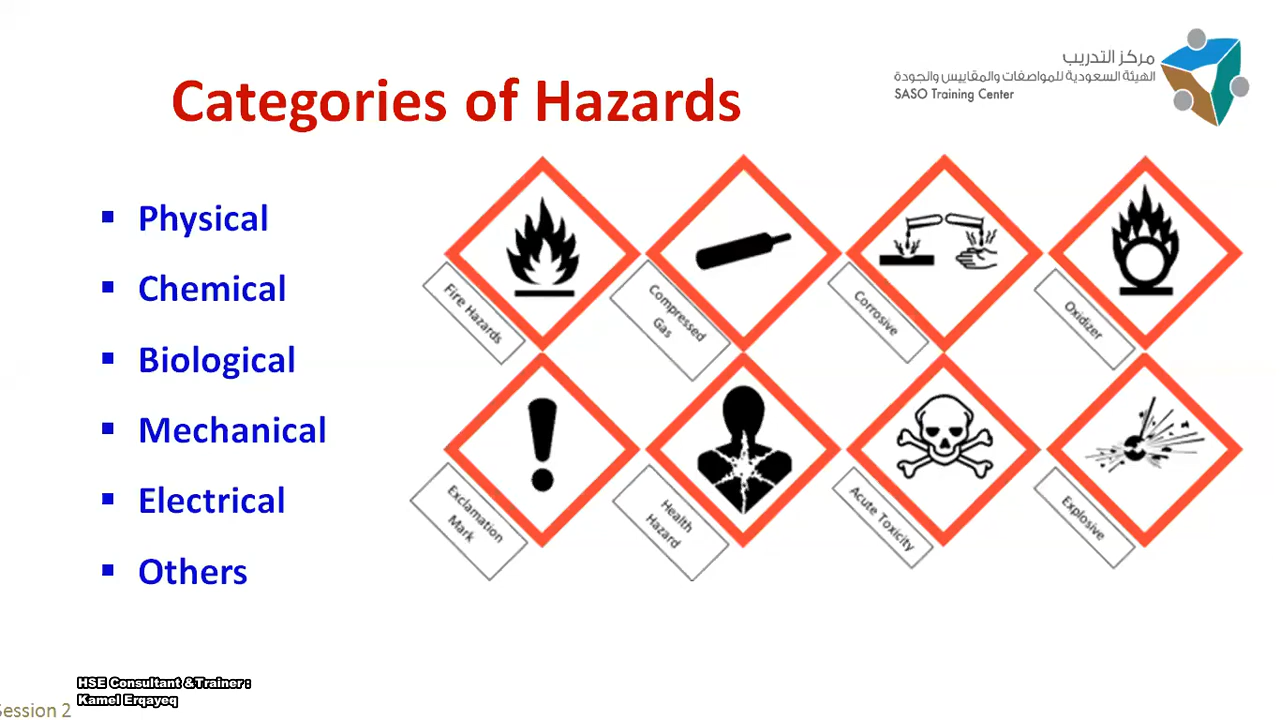 Categories of Hazards
مركز التدريب
الهيئة السعودية للمواصفات والمقاييس والجودة
SASO Training Center
Physical
Chemical
Biological
Mechanical
Electrical
Others
Fire Hazards
Compressed
Gas
Corrosive
Oxidizer
Exclamation
Mark
Health
Hazard
Acute Toxicity
Explosive
HSE Consultant &Trainer:
Kamel Erqayeq
Session 2